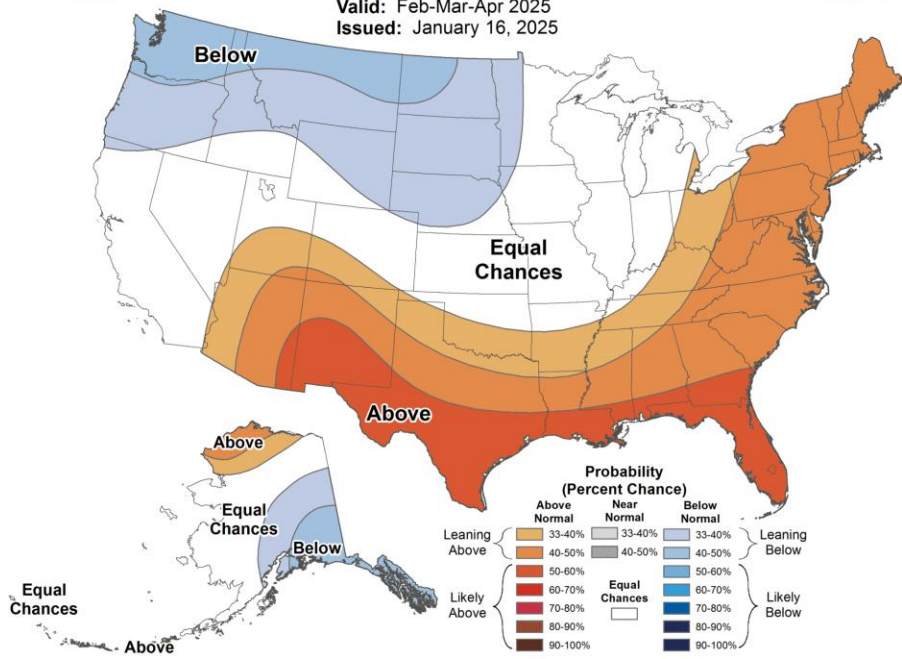 Valid: Feb-Mar-Apr 2025
Issued: January 16, 2025
Below
Equal
Chances
Above
Above
Equal
Chances
Below
Equal
Chances
Above
Probability
(Percent Chance)
Above
Normal
Near
Normal
Below
Normal
Leaning
Above
33-40%
33-40%
33-40%
Leaning
Below
40-50%
40-50%
40-50%
Likely
Above
50-60%
60-70%
70-80%
80-90%
90-100%
Equal
Chances
50-60%
60-70%
70-80%
80-90%
90-100%
Likely
Below